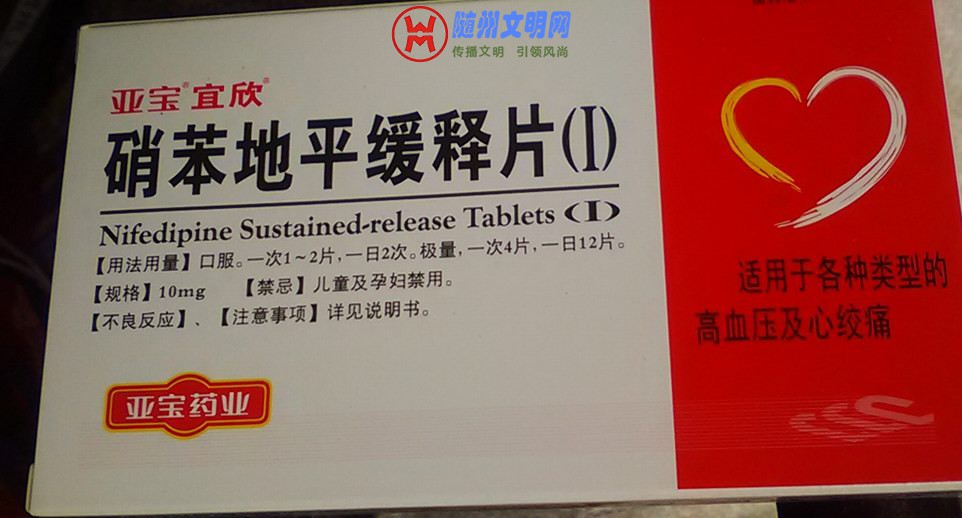 随州文明网
传播文明 引领风尚
亚宝® 宜欣®
硝苯地平缓释片(I)
Nifedipine Sustained-release Tablets (I)
【用法用量】口服。一次1~2片,一日2次。极量,一次4片,一日12片。
【规格】10mg 【禁忌】儿童及孕妇禁用。
【不良反应】、【注意事项】详见说明书。
亚宝药业
适用于各种类型的
高血压及心绞痛